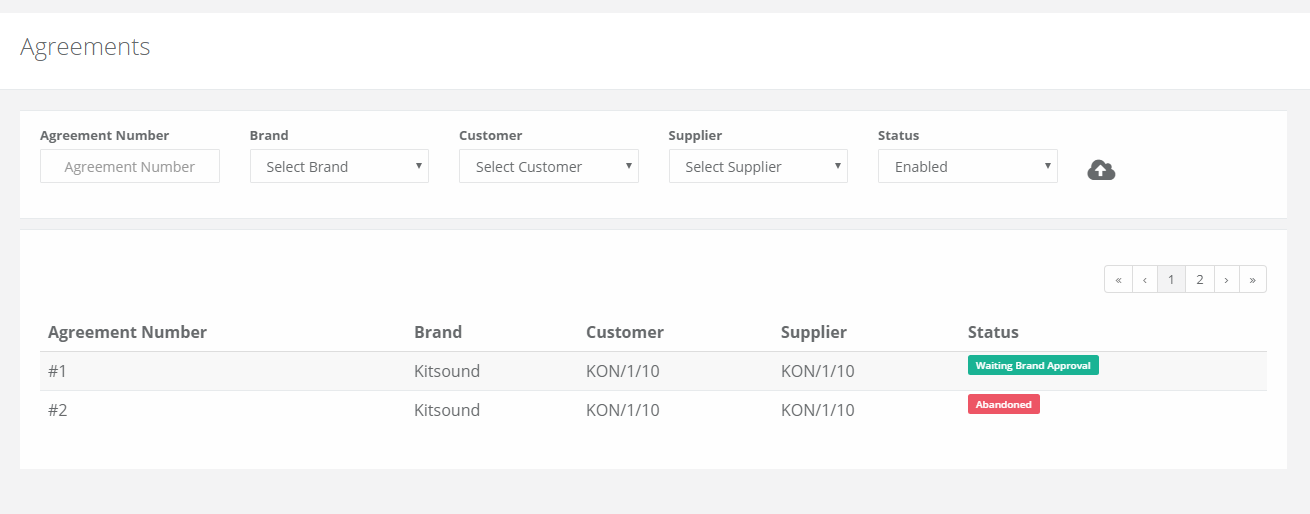 Agreements
Agreement Number Brand Customer Supplier Status
Agreement Number Select Brand Select Customer Select Supplier Enabled
« ‹ 1 2 › »
Agreement Number Brand Customer Supplier Status
#1 Kitsound KON/1/10 KON/1/10 Waiting Brand Approval
#2 Kitsound KON/1/10 KON/1/10 Abandoned